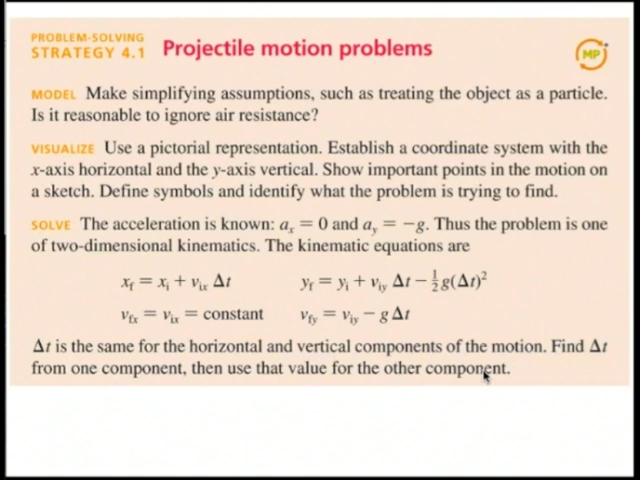 PROBLEM-SOLVING
STRATEGY 4.1 Projectile motion problems
MP
MODEL Make simplifying assumptions, such as treating the object as a particle.
Is it reasonable to ignore air resistance?
VISUALIZE Use a pictorial representation. Establish a coordinate system with the
x-axis horizontal and the y-axis vertical. Show important points in the motion on
a sketch. Define symbols and identify what the problem is trying to find.
SOLVE The acceleration is known: aₓ = 0 and a_y = −g. Thus the problem is one
of two-dimensional kinematics. The kinematic equations are
x_f = x_i + v_ix Δt y_f = y_i + v_iy Δt − ½g(Δt)²
v_fx = v_ix = constant v_fy = v_iy − g Δt
Δt is the same for the horizontal and vertical components of the motion. Find Δt
from one component, then use that value for the other component.